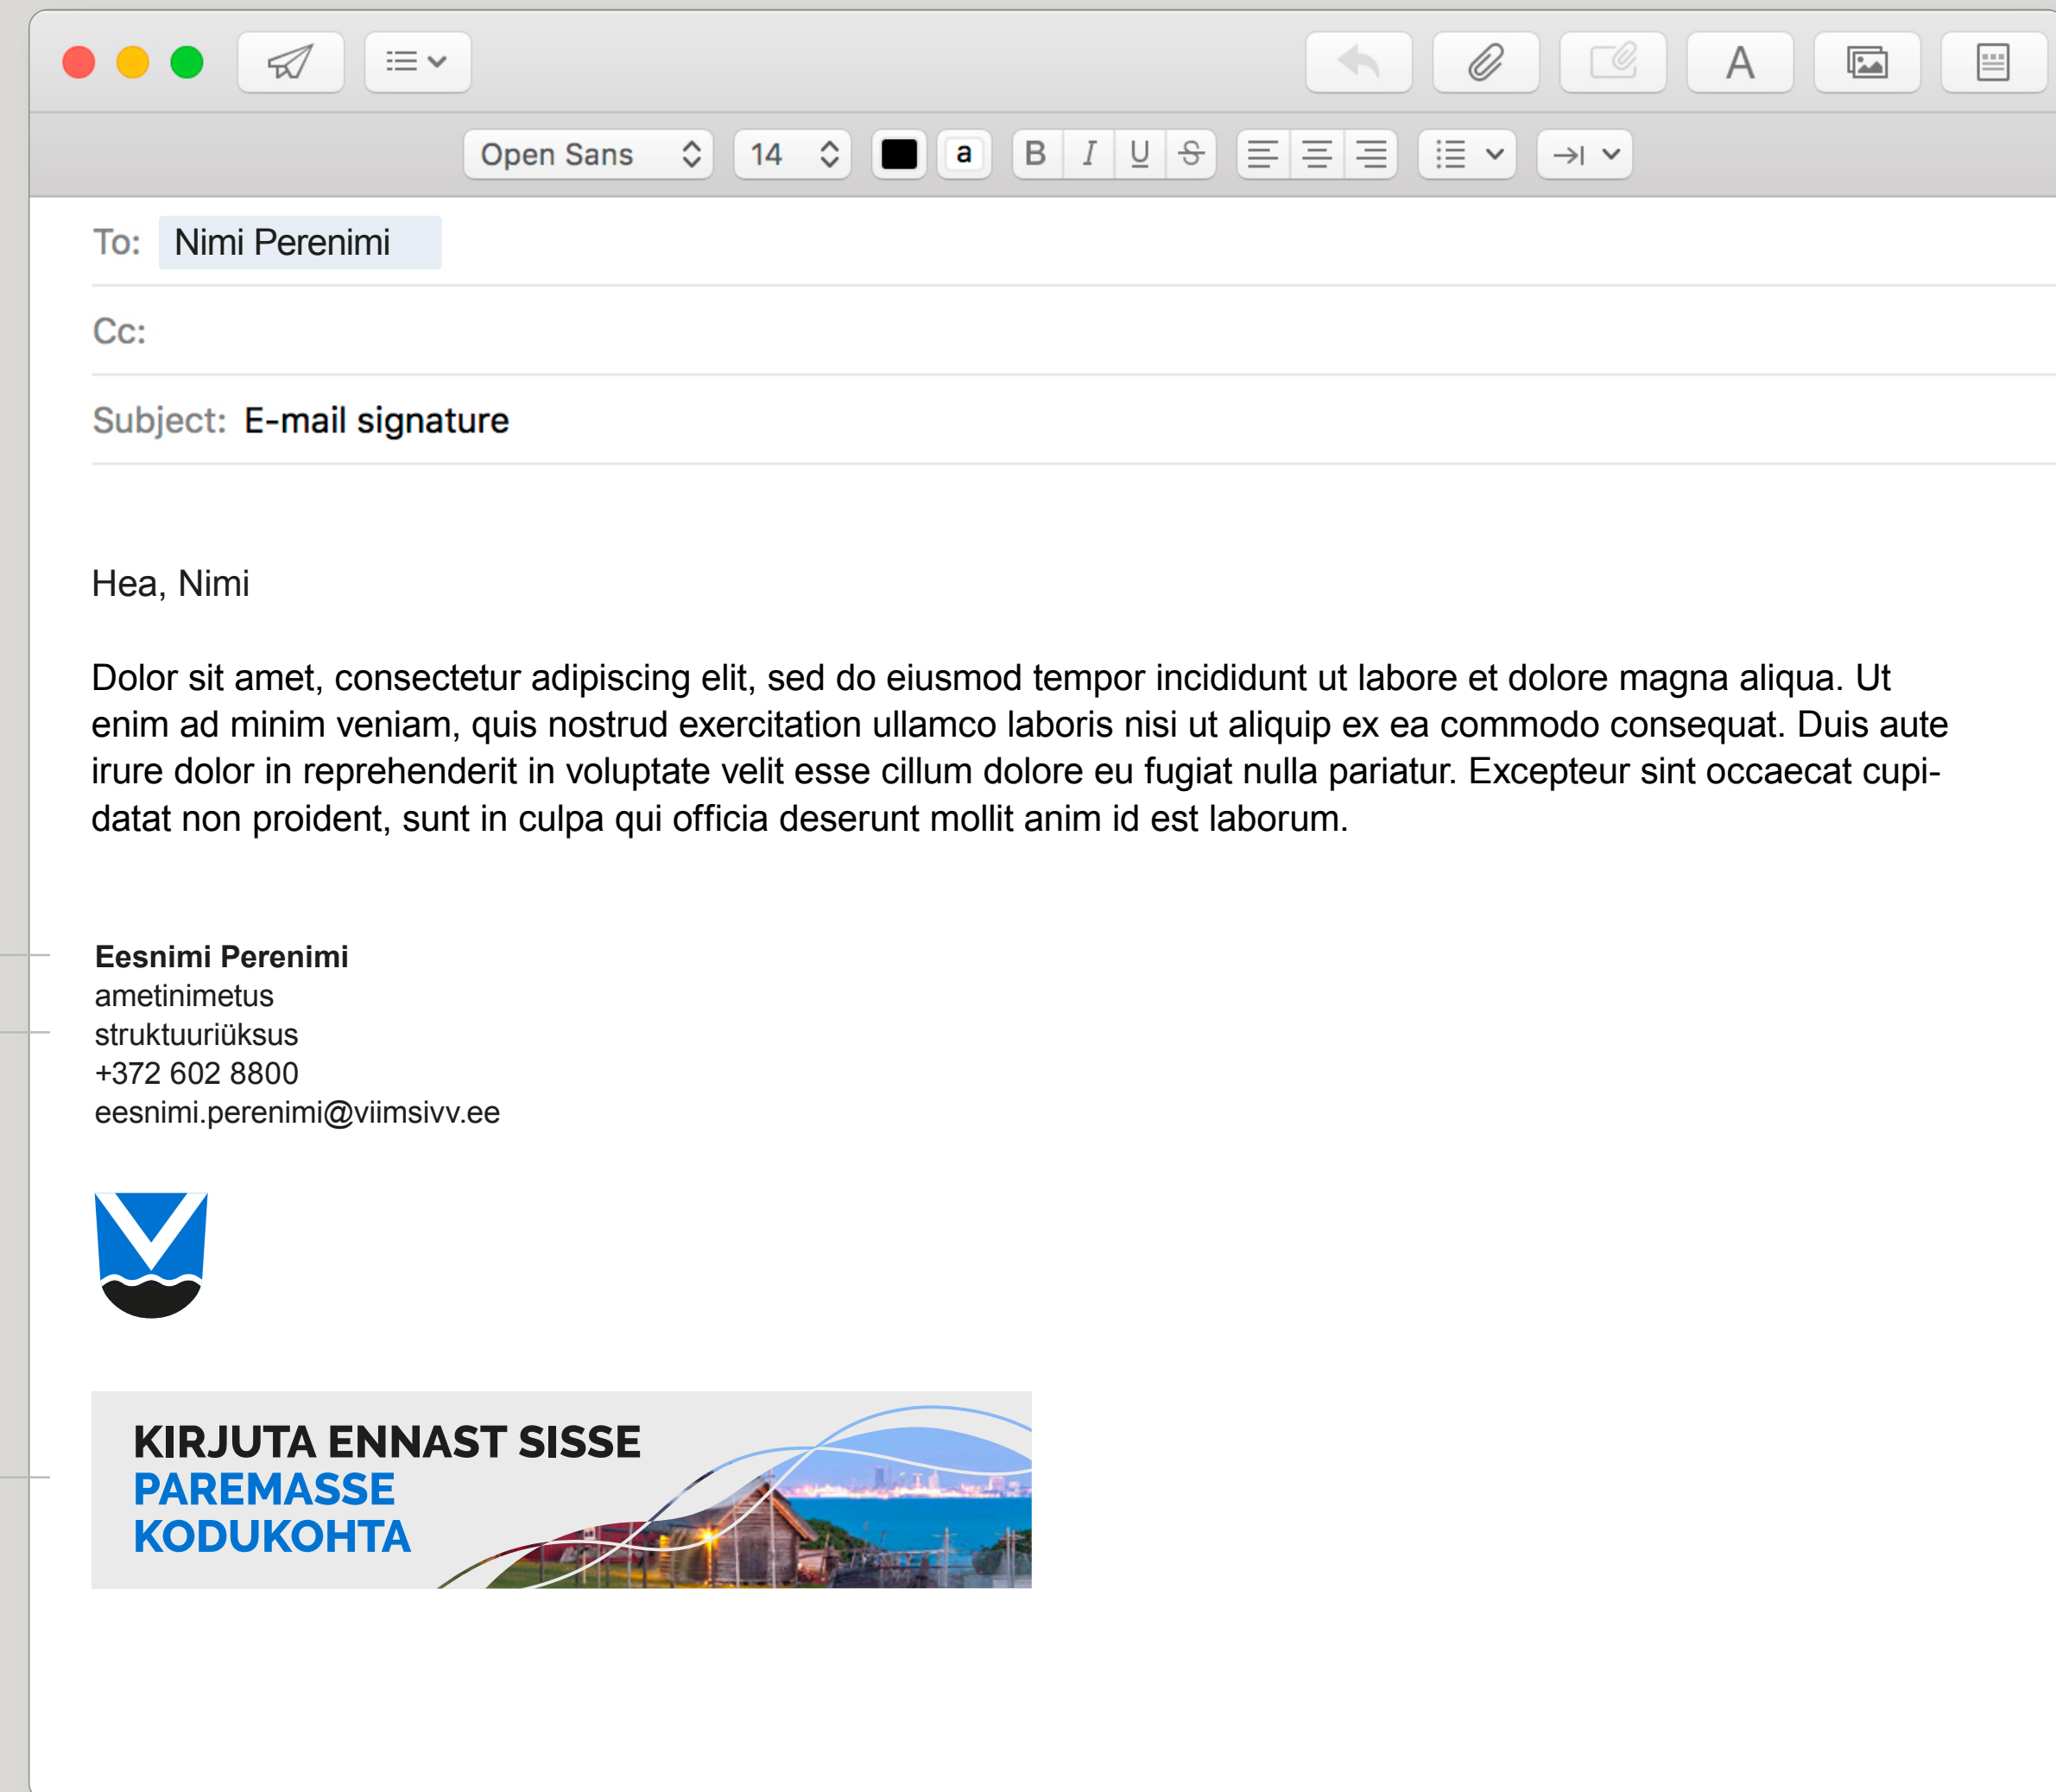 A
Open Sans
14
a
B I U S
To: Nimi Perenimi
Cc:
Subject: E-mail signature
Hea, Nimi
Dolor sit amet, consectetur adipiscing elit, sed do eiusmod tempor incididunt ut labore et dolore magna aliqua. Ut
enim ad minim veniam, quis nostrud exercitation ullamco laboris nisi ut aliquip ex ea commodo consequat. Duis aute
irure dolor in reprehenderit in voluptate velit esse cillum dolore eu fugiat nulla pariatur. Excepteur sint occaecat cupi-
datat non proident, sunt in culpa qui officia deserunt mollit anim id est laborum.
Eesnimi Perenimi
ametinimetus
struktuuriüksus
+372 602 8800
eesnimi.perenimi@viimsivv.ee
KIRJUTA ENNAST SISSE
PAREMASSE
KODUKOHTA